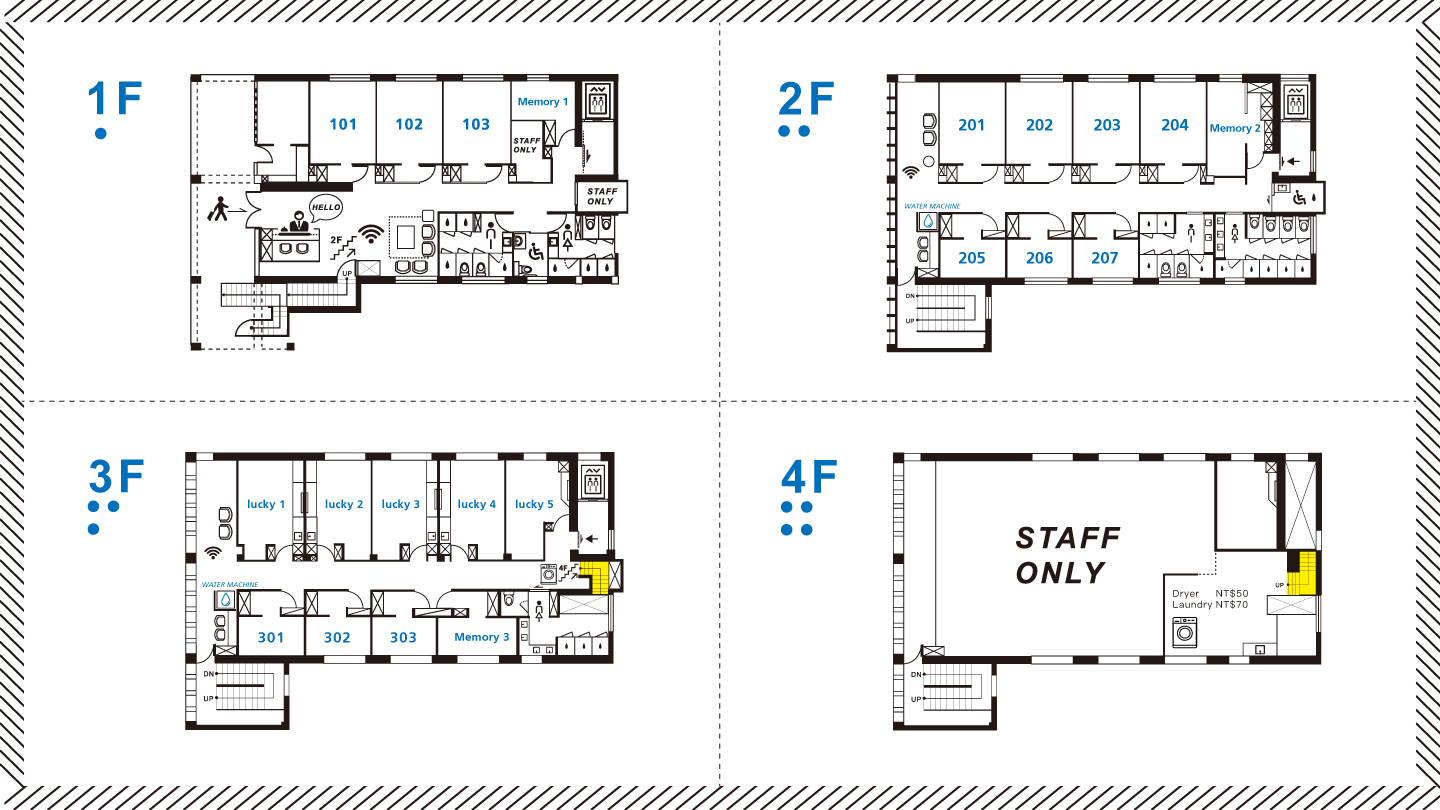 1F
Memory 1
101
102
103
STAFF
ONLY
STAFF
ONLY
HELLO
2F
UP
2F
201
202
203
204
Memory 2
WATER MACHINE
205
206
207
DN
UP
3F
lucky 1
lucky 2
lucky 3
lucky 4
lucky 5
4F
WATER MACHINE
301
302
303
Memory 3
DN
UP
4F
STAFF
ONLY
UP
Dryer NT$50
Laundry NT$70
DN
UP